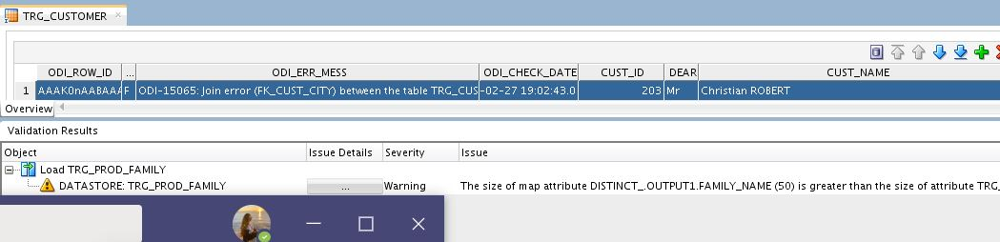 TRG_CUSTOMER
ODI_ROW_ID ... ODI_ERR_MESS ODI_CHECK_DATE CUST_ID DEAR CUST_NAME
1 AAAK0nAABAAA F ODI-15065: Join error (FK_CUST_CITY) between the table TRG_CUS -02-27 19:02:43.0 203 Mr Christian ROBERT
Overview
Validation Results
Object Issue Details Severity Issue
Load TRG_PROD_FAMILY
DATASTORE: TRG_PROD_FAMILY ... Warning The size of map attribute DISTINCT_.OUTPUT1.FAMILY_NAME (50) is greater than the size of attribute TRG_